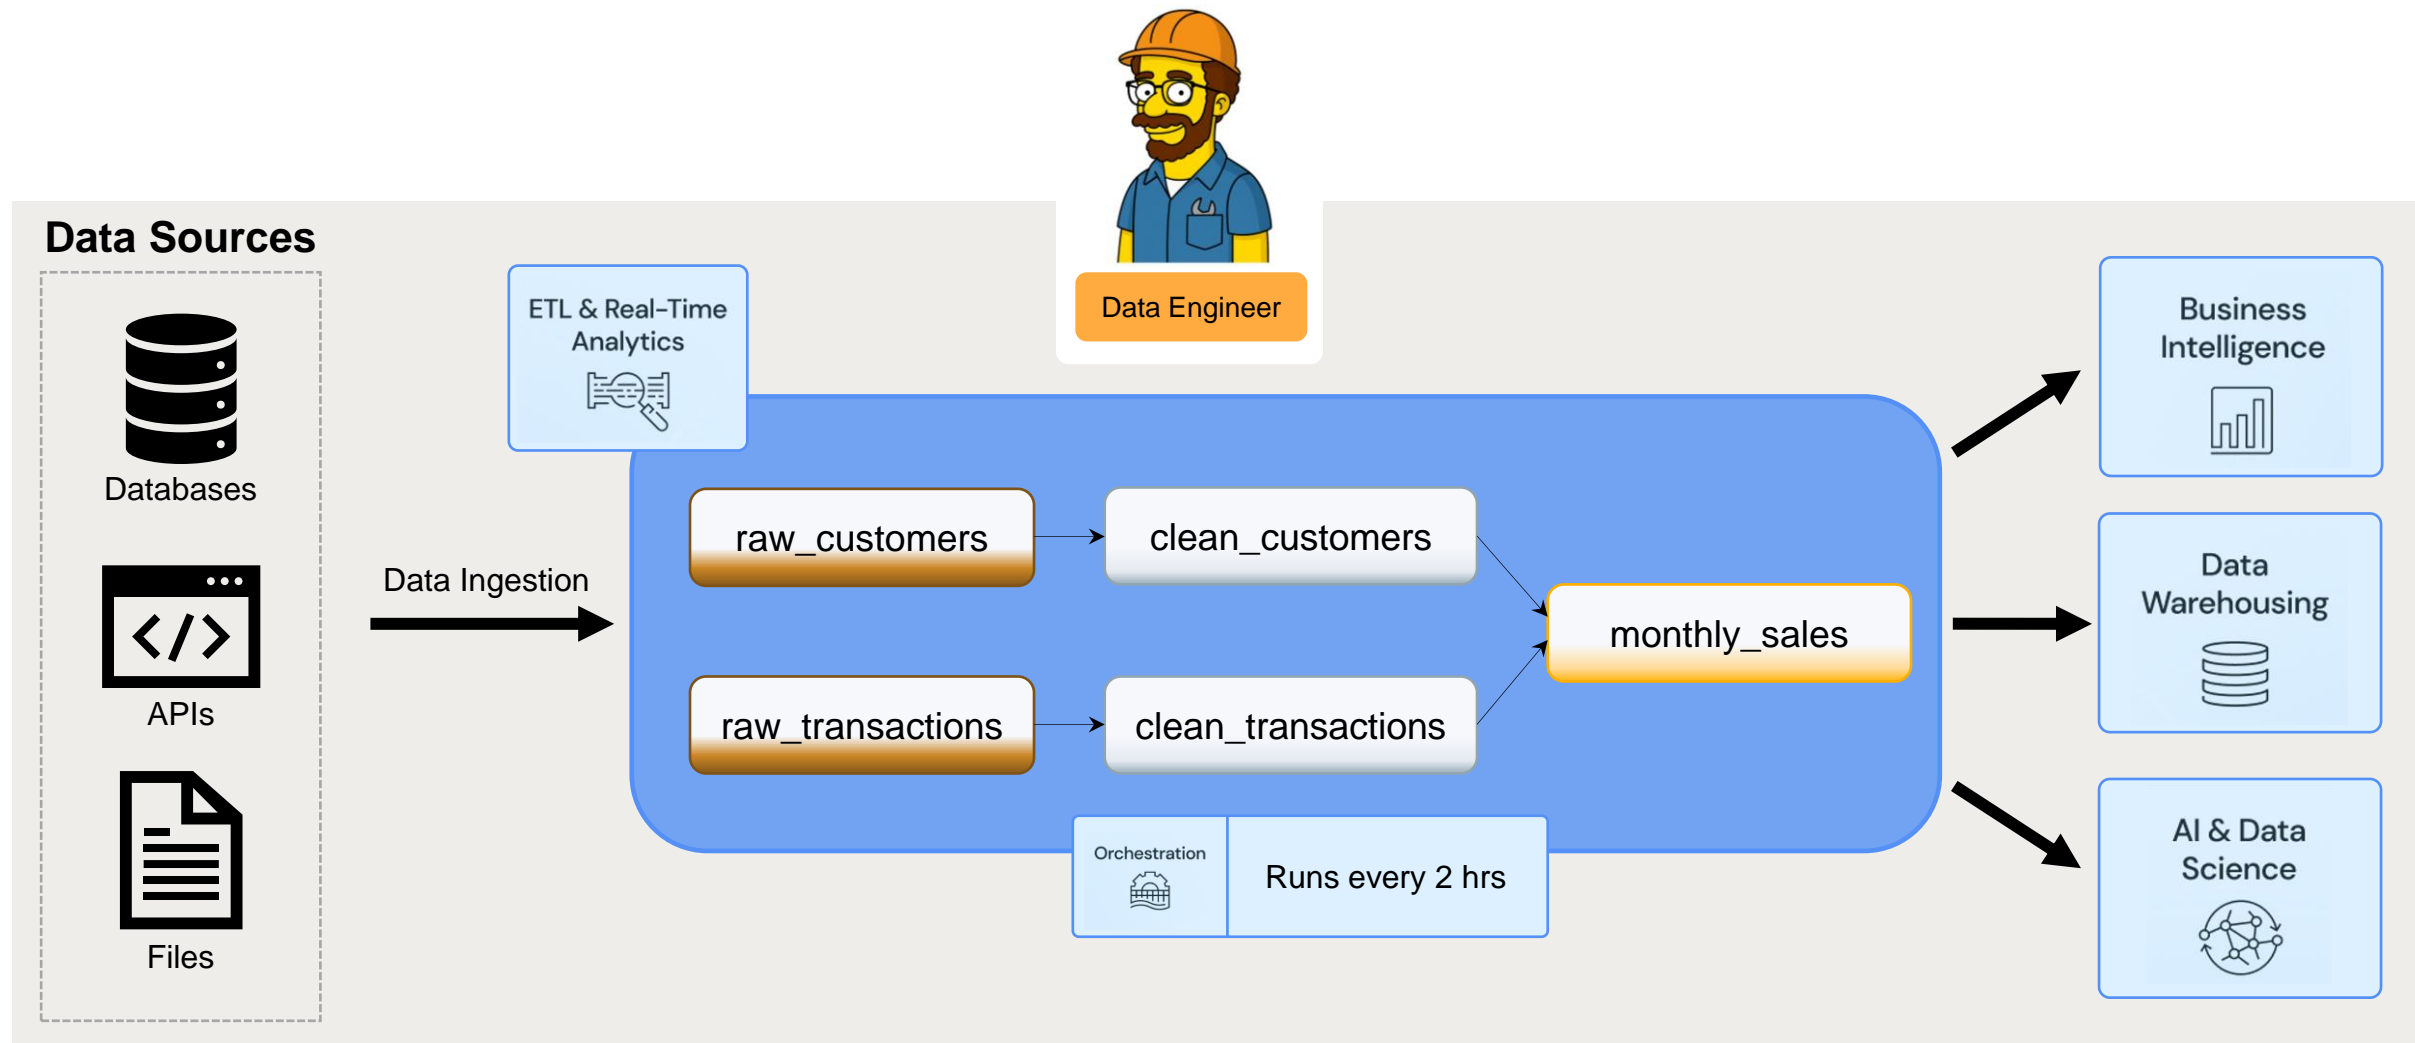 Data Engineer
Data Sources
Databases
APIs
Files
Data Ingestion
ETL & Real-Time
Analytics
raw_customers
clean_customers
monthly_sales
raw_transactions
clean_transactions
Orchestration
Runs every 2 hrs
Business
Intelligence
Data
Warehousing
AI & Data
Science